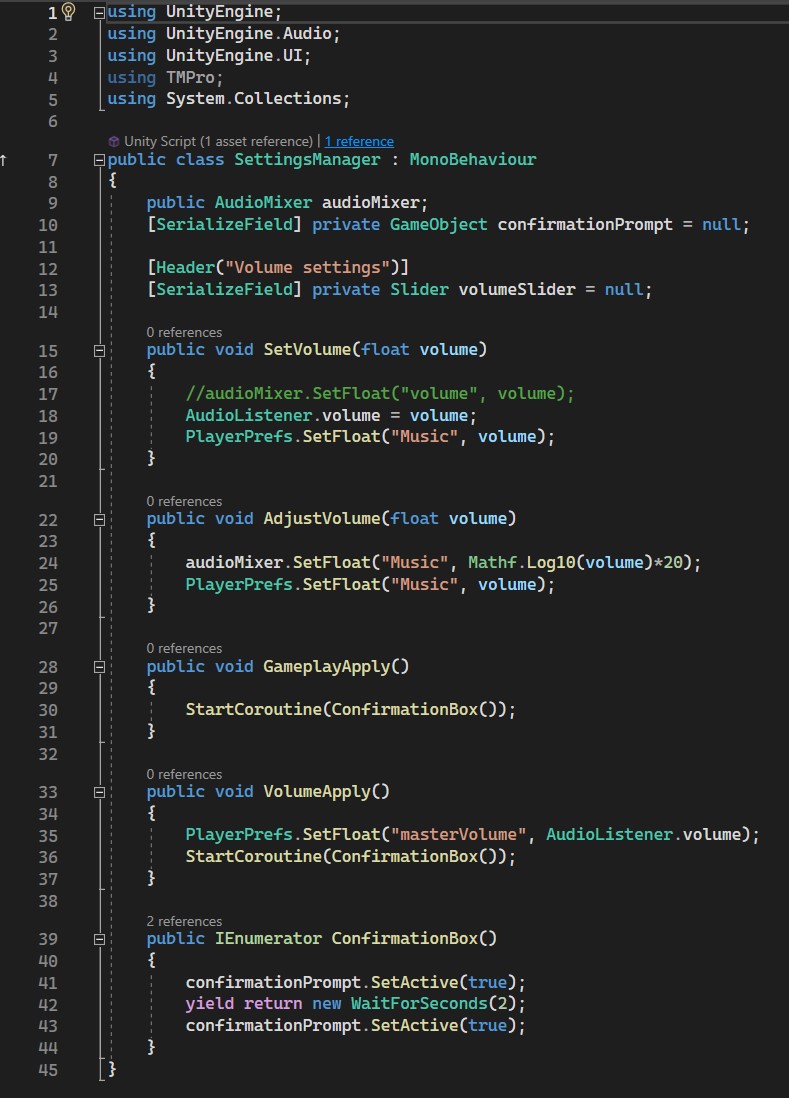 1 using UnityEngine;
2 using UnityEngine.Audio;
3 using UnityEngine.UI;
4 using TMPro;
5 using System.Collections;
6
Unity Script (1 asset reference) | 1 reference
7 public class SettingsManager : MonoBehaviour
8 {
9 public AudioMixer audioMixer;
10 [SerializeField] private GameObject confirmationPrompt = null;
11
12 [Header("Volume settings")]
13 [SerializeField] private Slider volumeSlider = null;
14
0 references
15 public void SetVolume(float volume)
16 {
17 //audioMixer.SetFloat("volume", volume);
18 AudioListener.volume = volume;
19 PlayerPrefs.SetFloat("Music", volume);
20 }
21
0 references
22 public void AdjustVolume(float volume)
23 {
24 audioMixer.SetFloat("Music", Mathf.Log10(volume)*20);
25 PlayerPrefs.SetFloat("Music", volume);
26 }
27
0 references
28 public void GameplayApply()
29 {
30 StartCoroutine(ConfirmationBox());
31 }
32
0 references
33 public void VolumeApply()
34 {
35 PlayerPrefs.SetFloat("masterVolume", AudioListener.volume);
36 StartCoroutine(ConfirmationBox());
37 }
38
2 references
39 public IEnumerator ConfirmationBox()
40 {
41 confirmationPrompt.SetActive(true);
42 yield return new WaitForSeconds(2);
43 confirmationPrompt.SetActive(true);
44 }
45 }